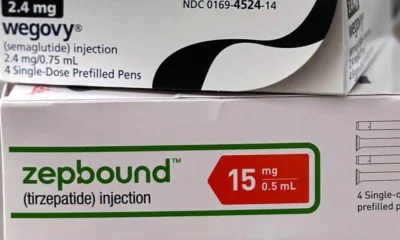 2.4 mg
NDC 0169-4524-14
wegovy®
(semaglutide) injection
2.4 mg/0.75 mL
4 Single-Dose Prefilled Pens
zepbound™
(tirzepatide) injection
15 mg
0.5 mL
4 Single-
prefilled